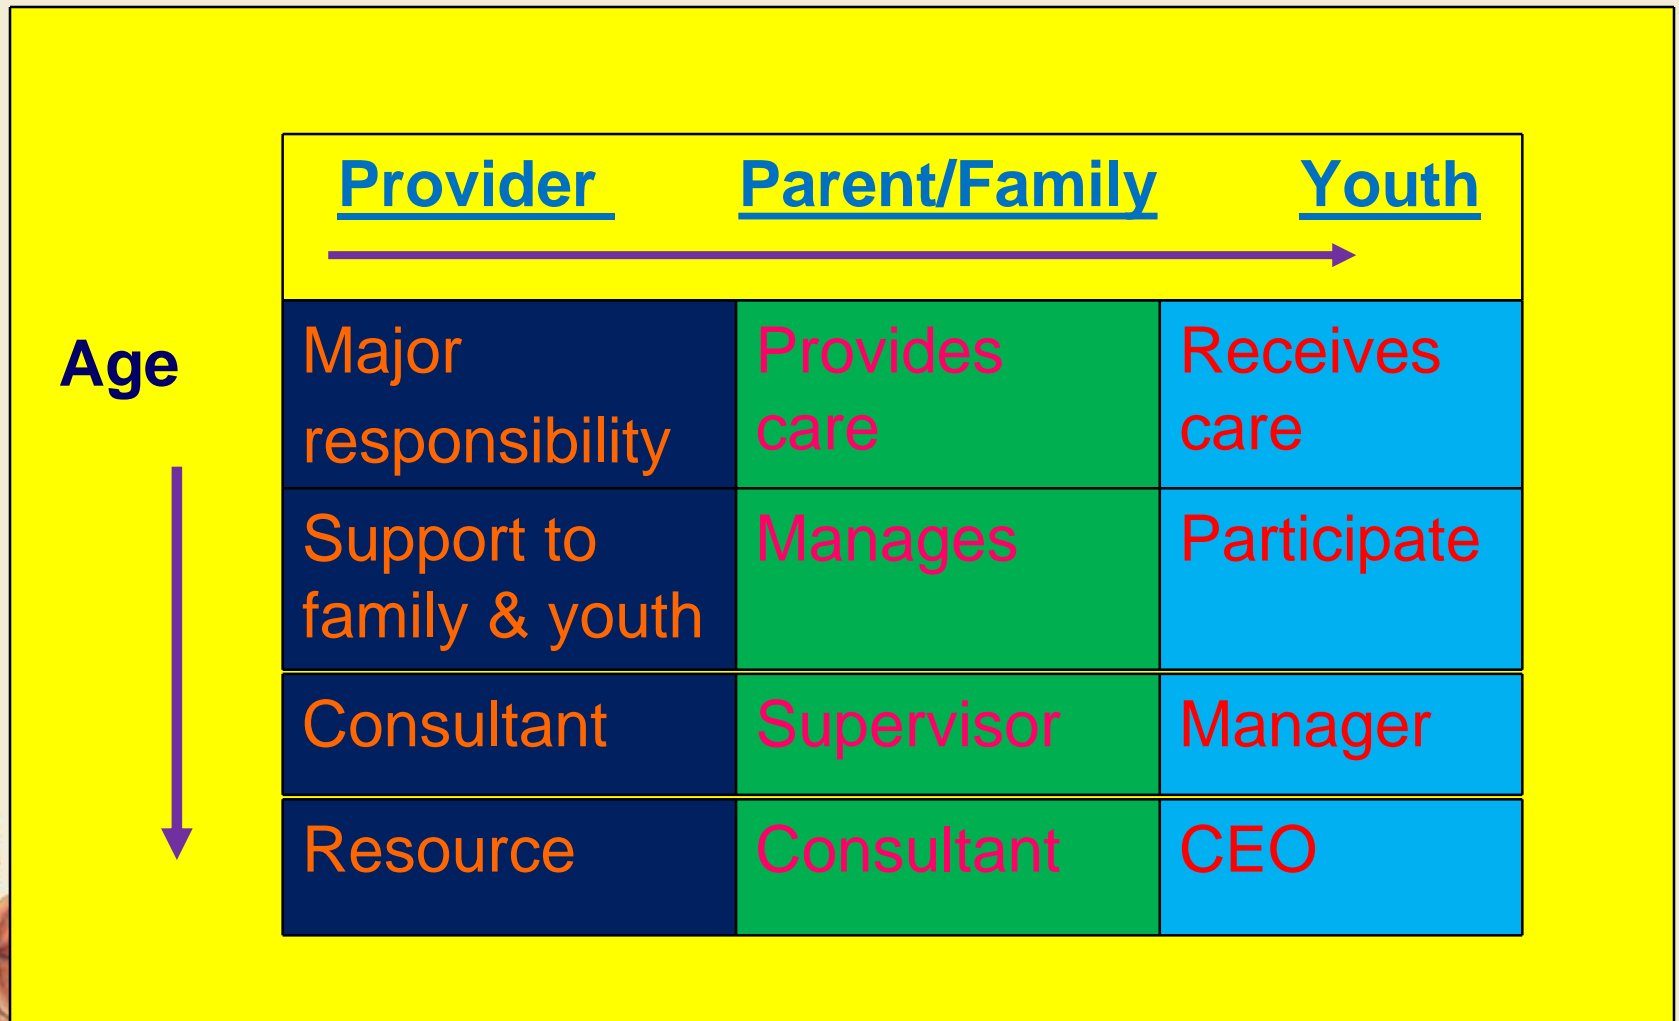 Provider Parent/Family Youth
Age
Major
responsibility
Provides
care
Receives
care
Support to
family & youth
Manages
Participate
Consultant
Supervisor
Manager
Resource
Consultant
CEO